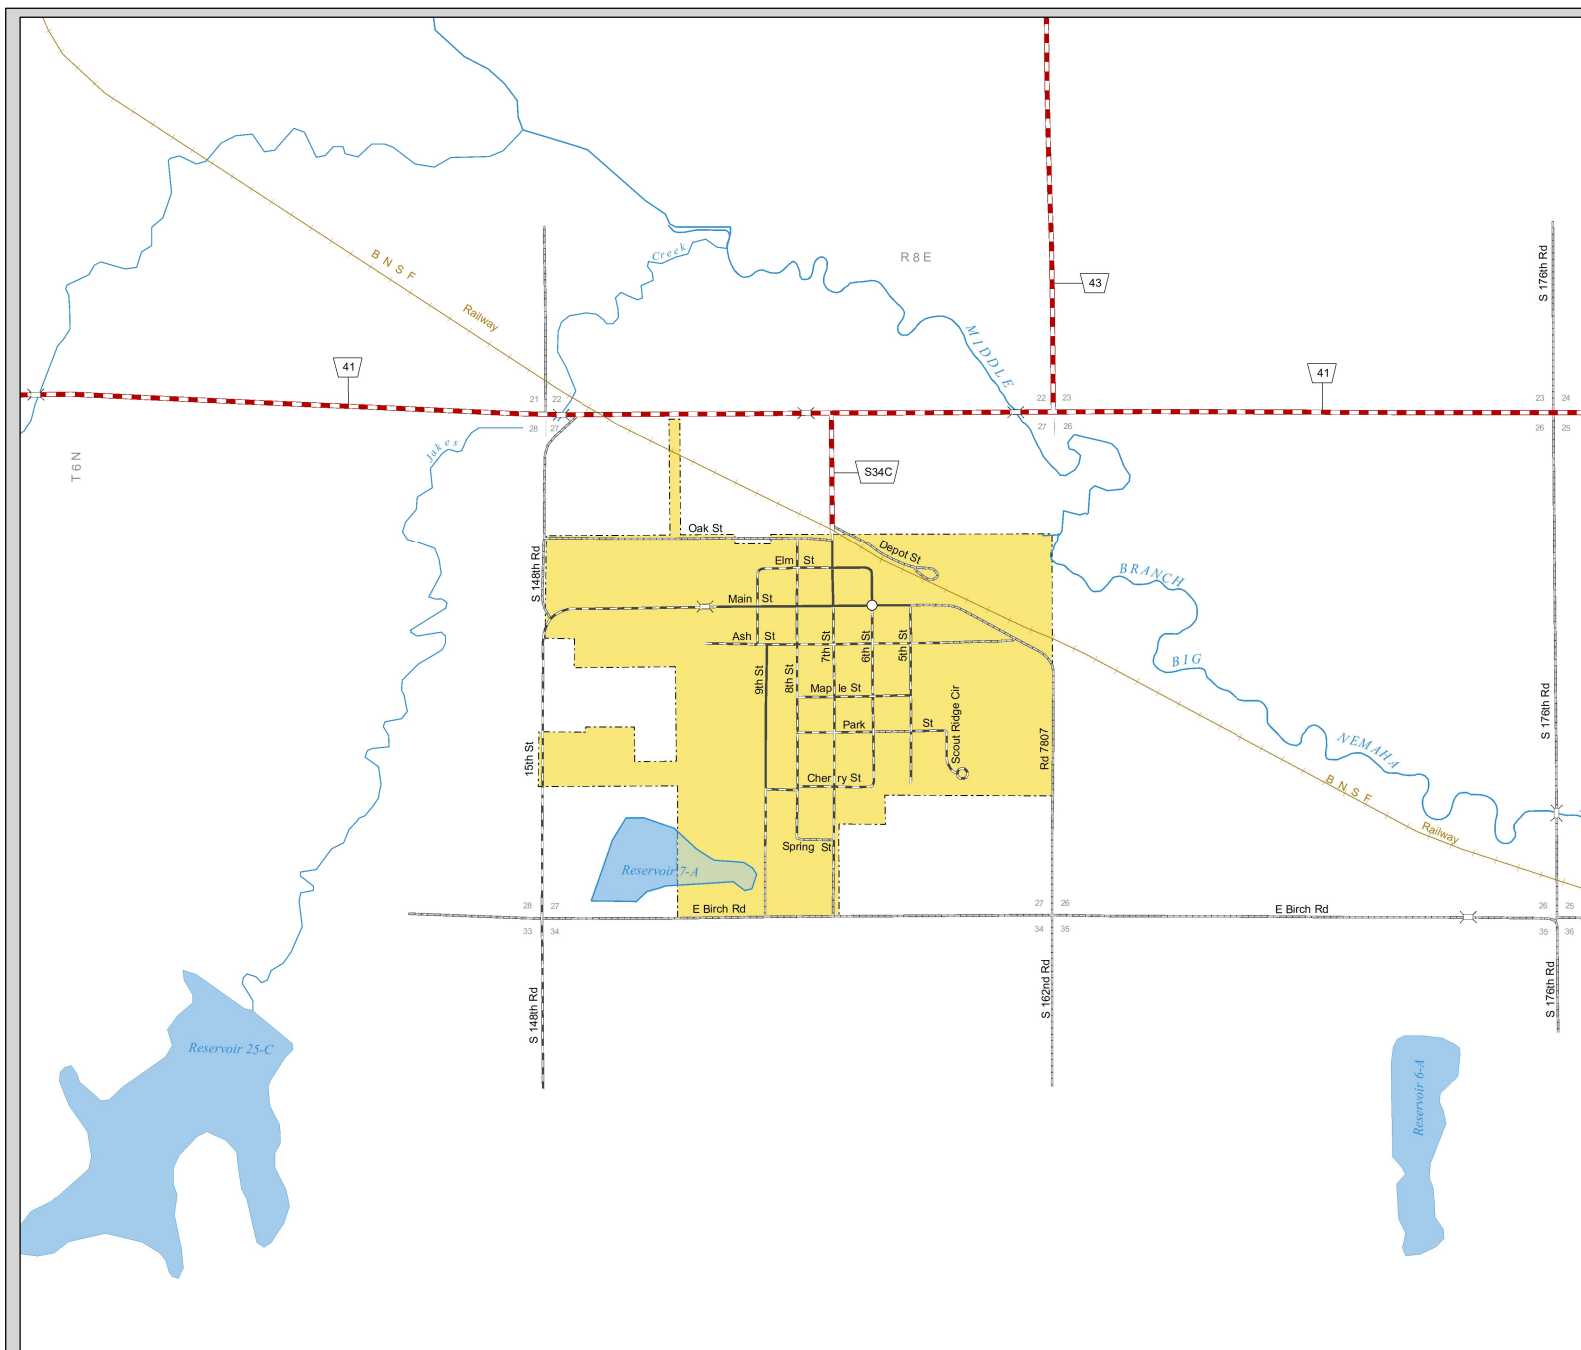 Creek
R 8 E
B N S F
Railway
43
S 176th Rd
MIDDLE
41
41
21 22
28 27
22 23
27 26
23 24
26 25
Jakes
T 6 N
S34C
Oak St
Depot St
S 148th Rd
Elm St
Main St
BRANCH
Ash St
7th St
6th St
5th St
9th St
8th St
BIG
Maple St
Park St
Scout Ridge Cir
S 176th Rd
15th St
Rd 7807
NEMAHA
Cherry St
B N S F
Railway
Spring St
Reservoir 7-A
E Birch Rd
E Birch Rd
28 27
33 34
27 26
34 35
26 25
35 36
S 148th Rd
S 162nd Rd
S 176th Rd
Reservoir 25-C
Reservoir 6-A